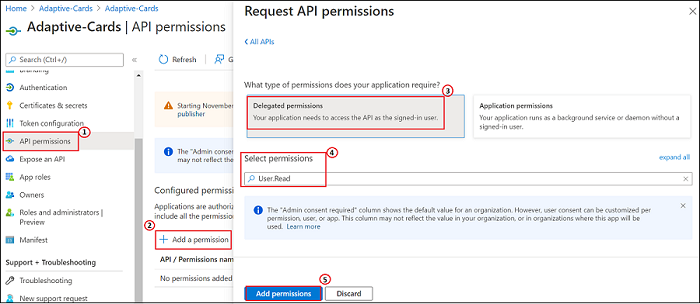 Home > Adaptive-Cards > Adaptive-Cards
Adaptive-Cards | API permissions
Search (Ctrl+/)
«
Refresh
Authentication
Certificates & secrets
Token configuration
1
API permissions
Expose an API
App roles
Owners
Roles and administrators |
Preview
Manifest
Support + Troubleshooting
Troubleshooting
New support request
Starting November
publisher
The "Admin consent
may not reflect the
Configured permissions
Applications are authoriz
include all the permission
2
Add a permission
API / Permissions name
No permissions added
Request API permissions
All APIs
What type of permissions does your application require?
3
Delegated permissions
Your application needs to access the API as the signed-in user.
Application permissions
Your application runs as a background service or daemon without a
signed-in user.
4
Select permissions
expand all
User.Read
The "Admin consent required" column shows the default value for an organization. However, user consent can be customized per
permission, user, or app. This column may not reflect the value in your organization, or in organizations where this app will be
used. Learn more
5
Add permissions
Discard